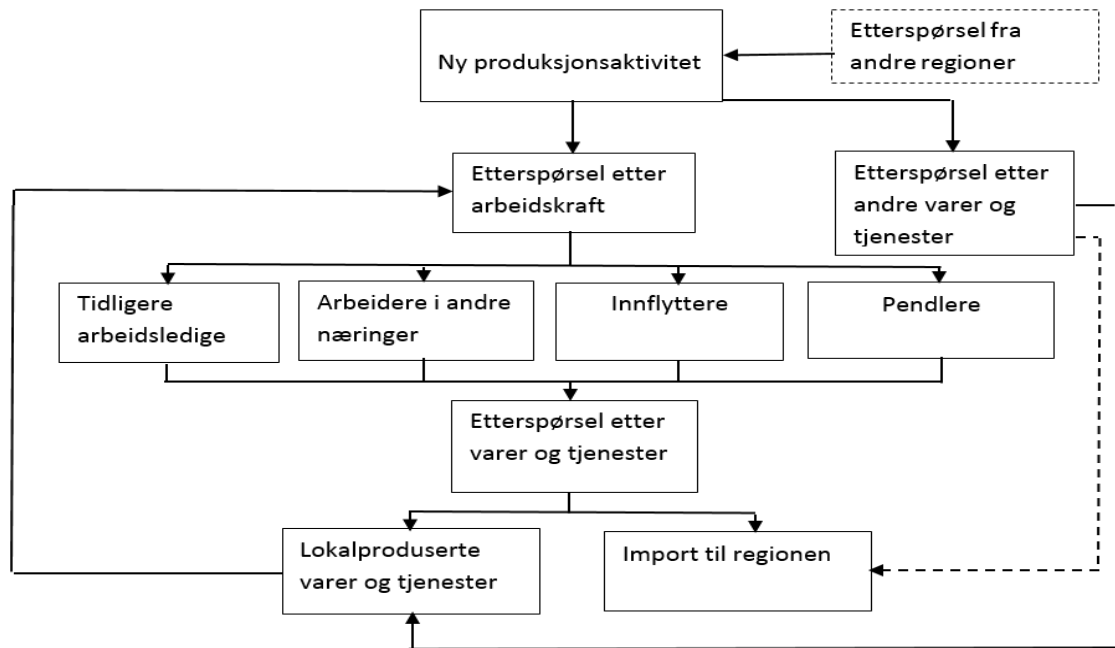 Ny produksjonsaktivitet
Etterspørsel fra
andre regioner
Etterspørsel etter
arbeidskraft
Etterspørsel etter
andre varer og
tjenester
Tidligere
arbeidsledige
Arbeidere i andre
næringer
Innflyttere
Pendlere
Etterspørsel etter
varer og tjenester
Lokalproduserte
varer og tjenester
Import til regionen